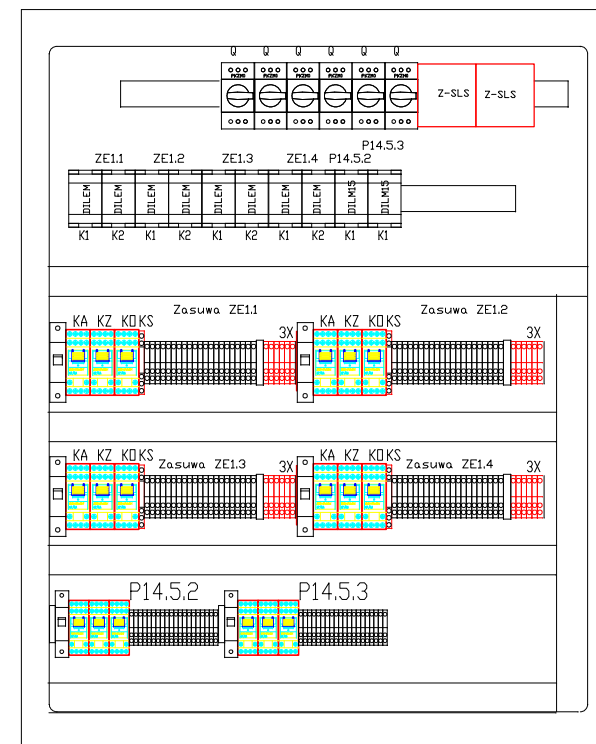 Q Q Q Q Q Q
PKZM0 PKZM0 PKZM0 PKZM0 PKZM0 PKZM0
Z-SLS Z-SLS
P14.5.3
ZE1.1 ZE1.2 ZE1.3 ZE1.4 P14.5.2
DILEM DILEM DILEM DILEM DILEM DILEM DILEM DILEM DILM15 DILM15
K1 K2 K1 K2 K1 K2 K1 K2 K1 K1
Zasuwa ZE1.1 Zasuwa ZE1.2
KA KZ KO KS 3X KA KZ KO KS 3X
KA KZ KO KS Zasuwa ZE1.3 3X KA KZ KO KS Zasuwa ZE1.4 3X
P14.5.2 P14.5.3